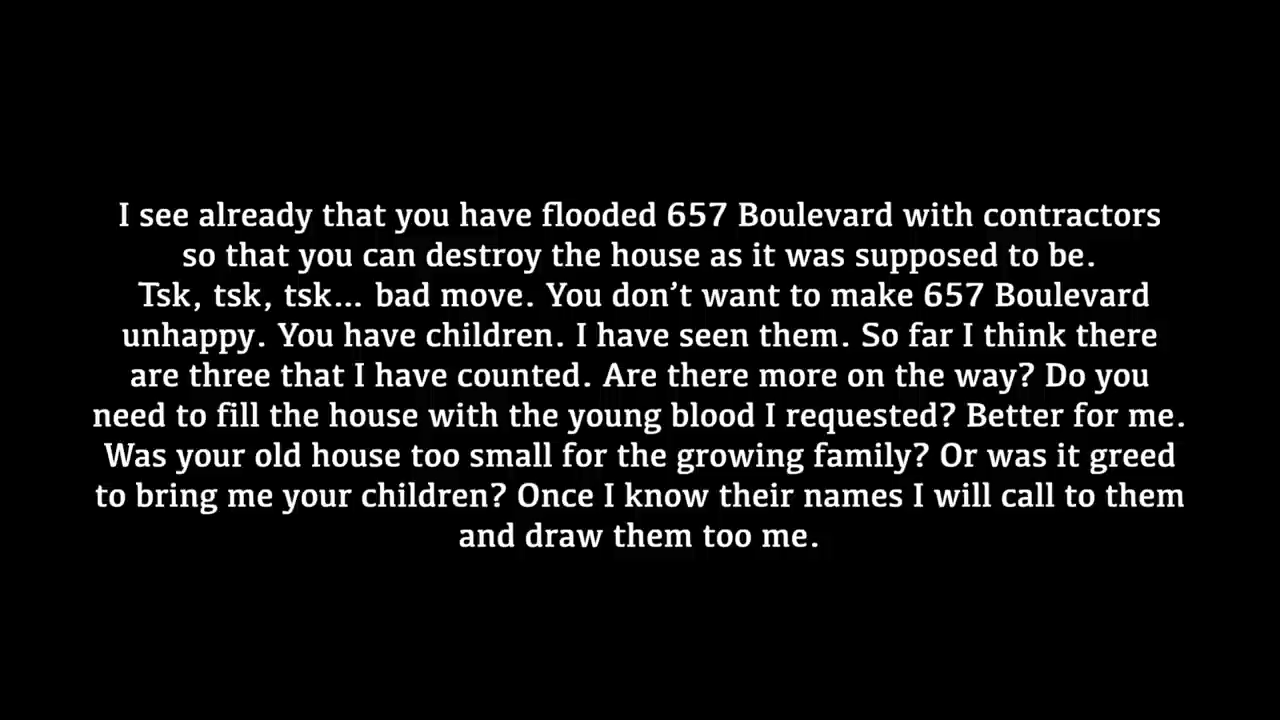 I see already that you have flooded 657 Boulevard with contractors
so that you can destroy the house as it was supposed to be.
Tsk, tsk, tsk... bad move. You don’t want to make 657 Boulevard
unhappy. You have children. I have seen them. So far I think there
are three that I have counted. Are there more on the way? Do you
need to fill the house with the young blood I requested? Better for me.
Was your old house too small for the growing family? Or was it greed
to bring me your children? Once I know their names I will call to them
and draw them too me.